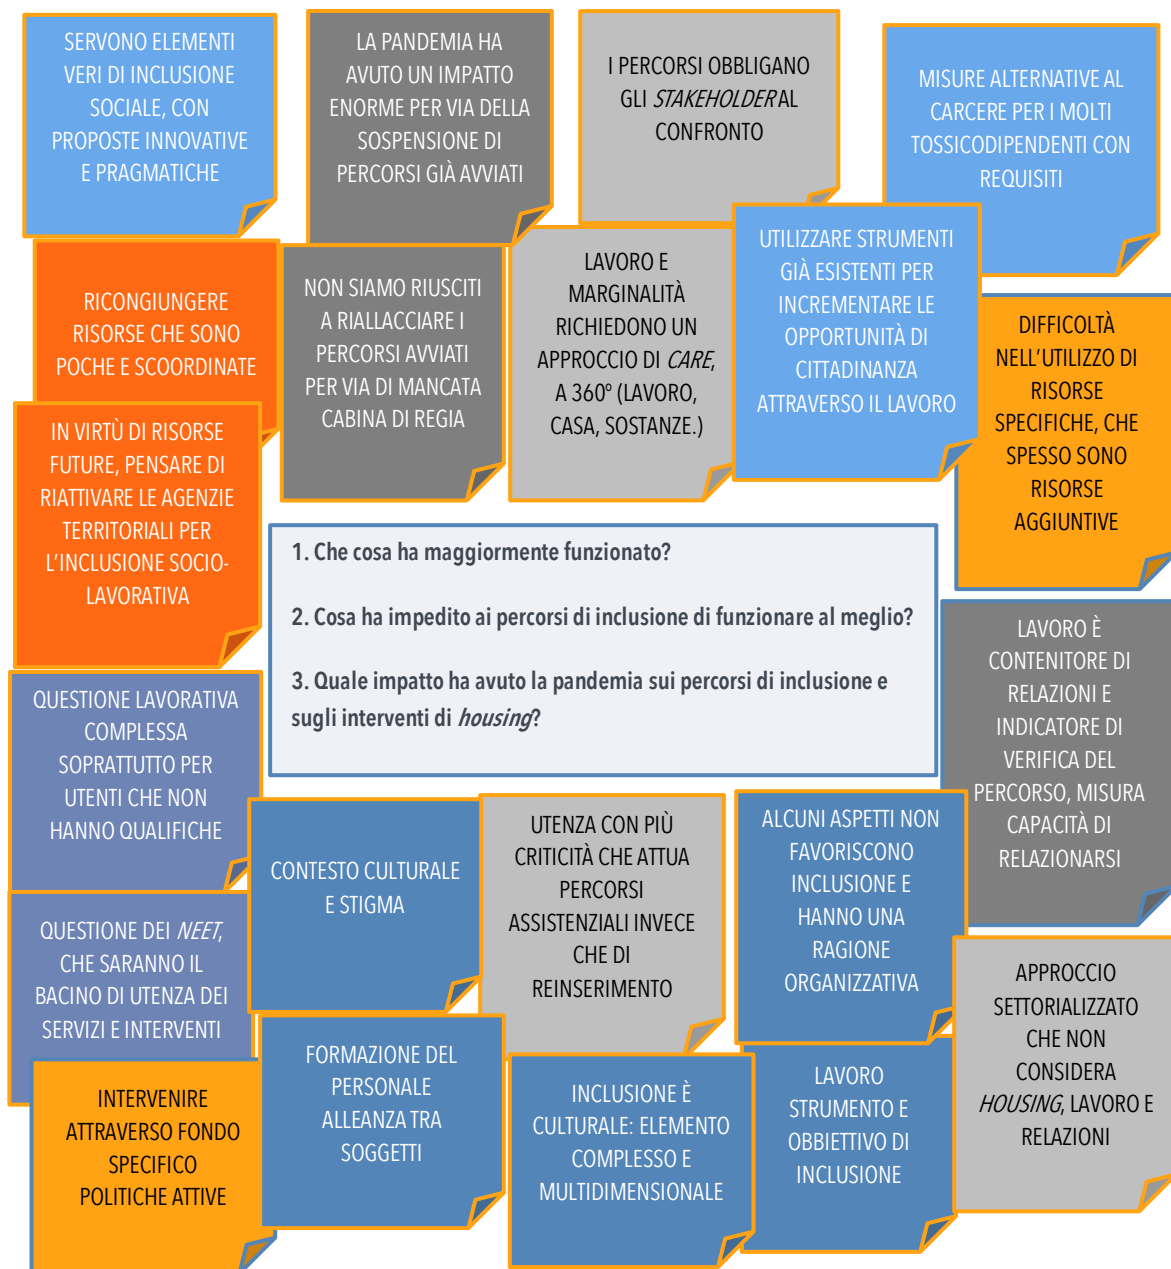 SERVONO ELEMENTI
VERI DI INCLUSIONE
SOCIALE, CON
PROPOSTE INNOVATIVE
E PRAGMATICHE
LA PANDEMIA HA
AVUTO UN IMPATTO
ENORME PER VIA DELLA
SOSPENSIONE DI
PERCORSI GIÀ AVVIATI
I PERCORSI OBBLIGANO
GLI STAKEHOLDER AL
CONFRONTO
MISURE ALTERNATIVE AL
CARCERE PER I MOLTI
TOSSICODIPENDENTI CON
REQUISITI
RICONGIUNGERE
RISORSE CHE SONO
POCHE E SCOORDINATE
NON SIAMO RIUSCITI
A RIALLACCIARE I
PERCORSI AVVIATI
PER VIA DI MANCATA
CABINA DI REGIA
LAVORO E
MARGINALITÀ
RICHIEDONO UN
APPROCCIO DI CARE,
A 360° (LAVORO,
CASA, SOSTANZE.)
UTILIZZARE STRUMENTI
GIÀ ESISTENTI PER
INCREMENTARE LE
OPPORTUNITÀ DI
CITTADINANZA
ATTRAVERSO IL LAVORO
DIFFICOLTÀ
NELL'UTILIZZO DI
RISORSE
SPECIFICHE, CHE
SPESSO SONO
RISORSE
AGGIUNTIVE
IN VIRTÙ DI RISORSE
FUTURE, PENSARE DI
RIATTIVARE LE AGENZIE
TERRITORIALI PER
L'INCLUSIONE SOCIO-
LAVORATIVA
1. Che cosa ha maggiormente funzionato?
2. Cosa ha impedito ai percorsi di inclusione di funzionare al meglio?
3. Quale impatto ha avuto la pandemia sui percorsi di inclusione e
sugli interventi di housing?
LAVORO È
CONTENITORE DI
RELAZIONI E
INDICATORE DI
VERIFICA DEL
PERCORSO, MISURA
CAPACITÀ DI
RELAZIONARSI
QUESTIONE LAVORATIVA
COMPLESSA
SOPRATTUTTO PER
UTENTI CHE NON
HANNO QUALIFICHE
CONTESTO CULTURALE
E STIGMA
UTENZA CON PIÙ
CRITICITÀ CHE ATTUA
PERCORSI
ASSISTENZIALI INVECE
CHE DI
REINSERIMENTO
ALCUNI ASPETTI NON
FAVORISCONO
INCLUSIONE E
HANNO UNA
RAGIONE
ORGANIZZATIVA
QUESTIONE DEI NEET,
CHE SARANNO IL
BACINO DI UTENZA DEI
SERVIZI E INTERVENTI
APPROCCIO
SETTORIALIZZATO
CHE NON
CONSIDERA
HOUSING, LAVORO E
RELAZIONI
INTERVENIRE
ATTRAVERSO FONDO
SPECIFICO
POLITICHE ATTIVE
FORMAZIONE DEL
PERSONALE
ALLEANZA TRA
SOGGETTI
INCLUSIONE È
CULTURALE: ELEMENTO
COMPLESSO E
MULTIDIMENSIONALE
LAVORO
STRUMENTO E
OBBIETTIVO DI
INCLUSIONE